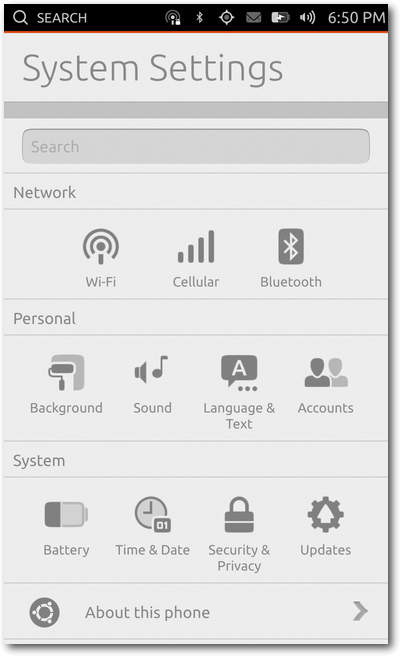 SEARCH 6:50 PM
System Settings
Search
Network
Wi-Fi Cellular Bluetooth
Personal
Background Sound Language & Accounts
Text
System
01
Battery Time & Date Security & Updates
Privacy
About this phone